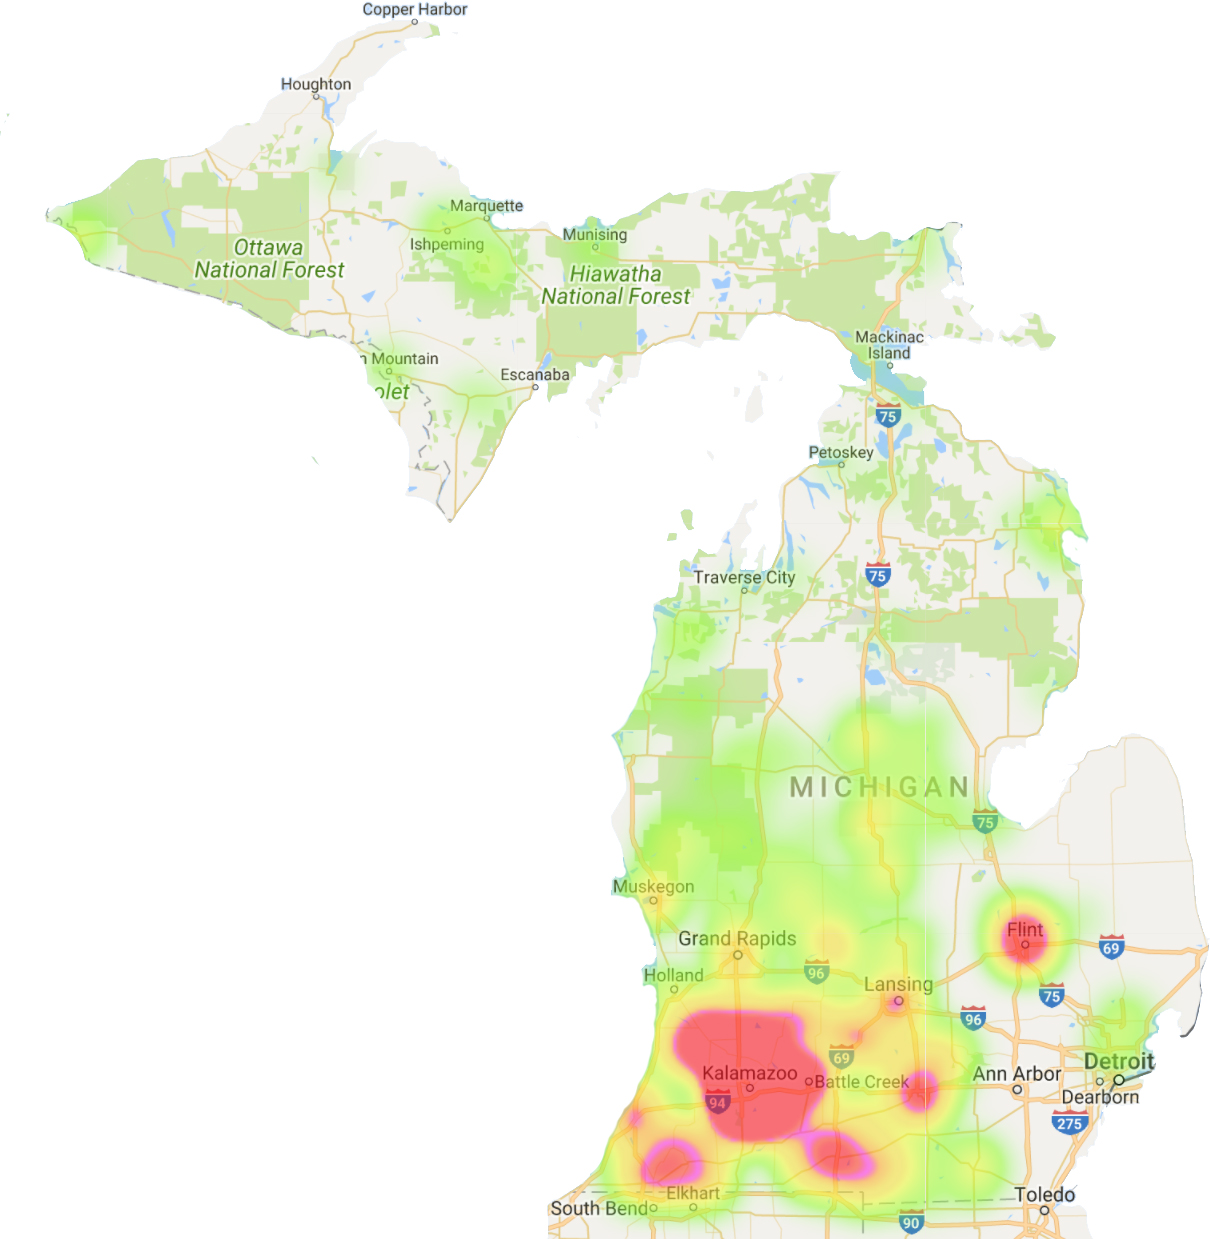 Copper Harbor
Houghton
Marquette
Ishpeming
Munising
Ottawa
National Forest
Hiawatha
National Forest
Mackinac
Island
n Mountain
olet
Escanaba
75
Petoskey
75
Traverse City
MICHIGAN
75
Muskegon
Flint
Grand Rapids
69
96
Holland
Lansing
75
96
69
Detroit
Kalamazoo
Battle Creek
Ann Arbor
Dearborn
94
275
Elkhart
South Bend
Toledo
90